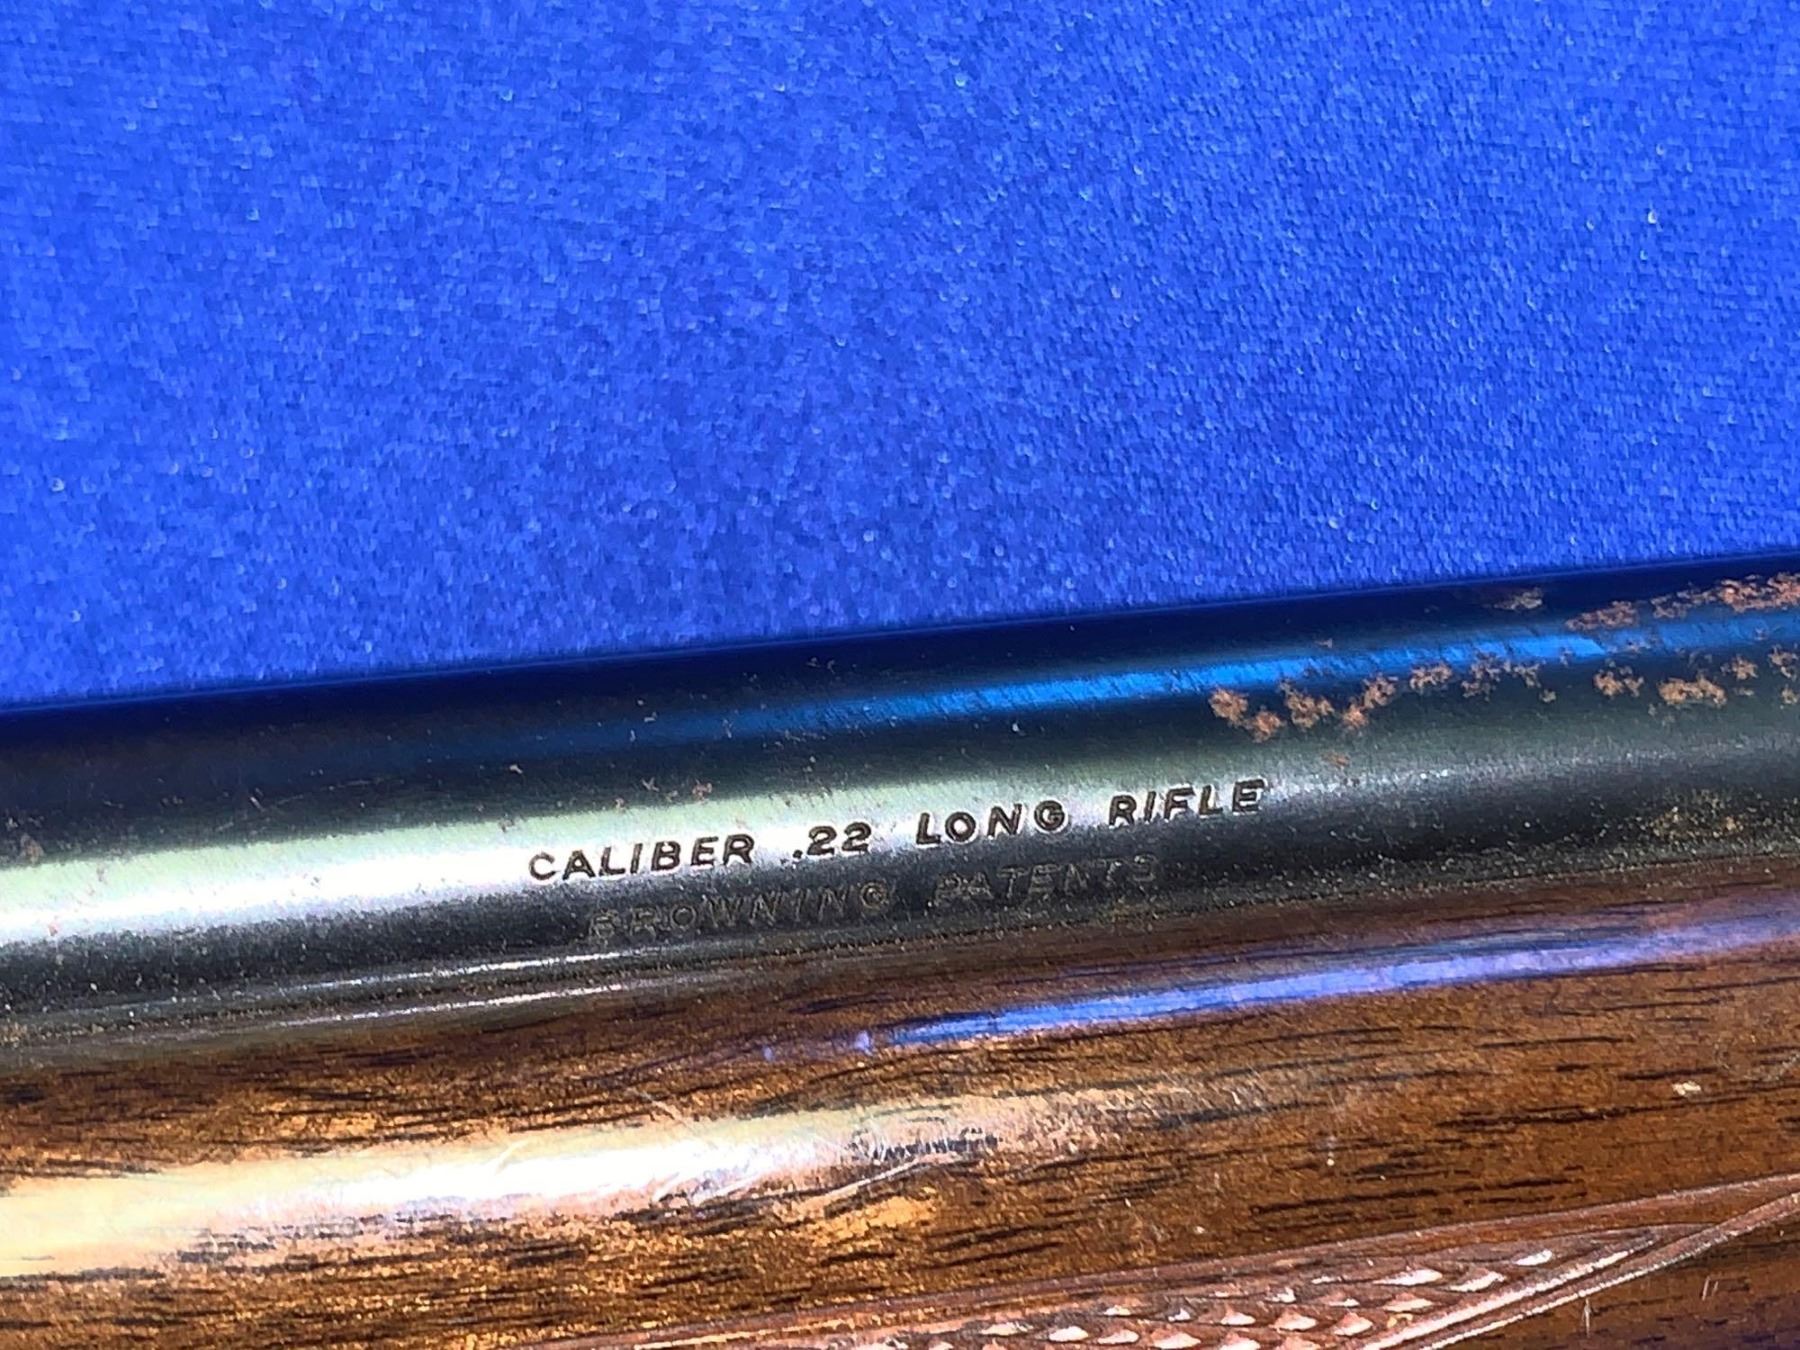 CALIBER .22 LONG RIFLE
BROWNING PATENTS